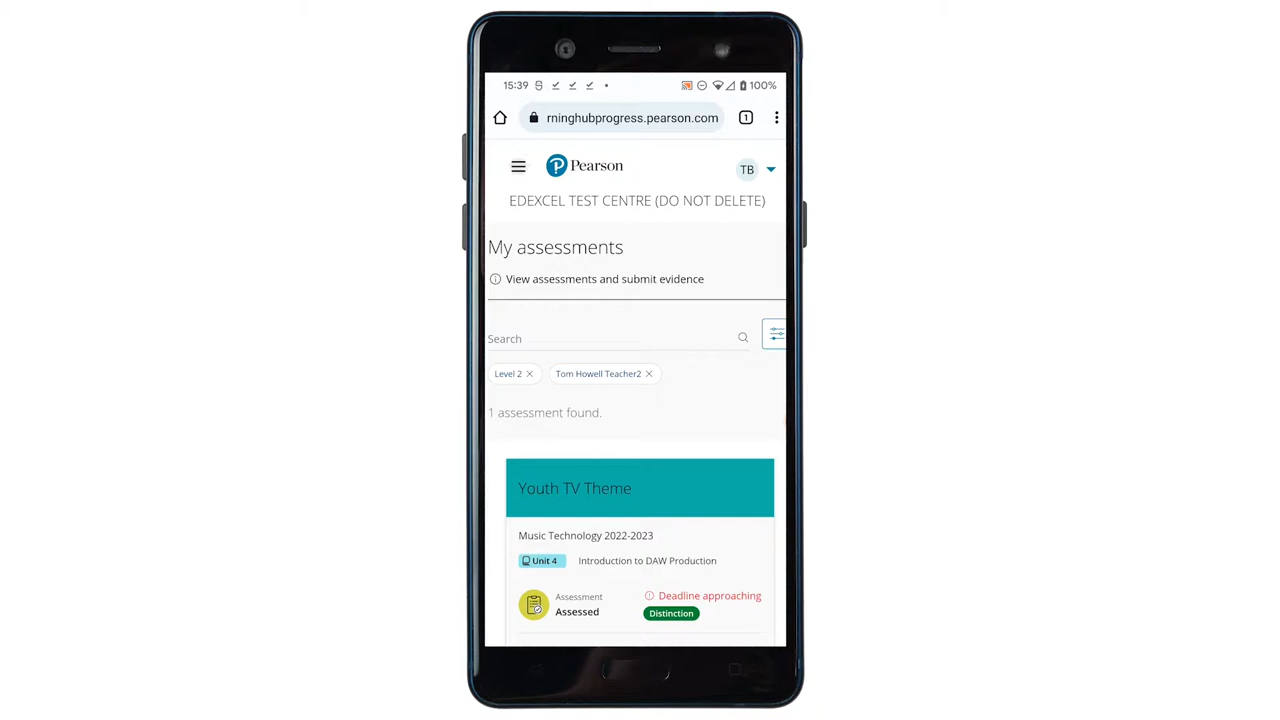 15:39 100%
rninghubprogress.pearson.com 1
Pearson TB
EDEXCEL TEST CENTRE (DO NOT DELETE)
My assessments
View assessments and submit evidence
Search
Level 2 Tom Howell Teacher2
1 assessment found.
Youth TV Theme
Music Technology 2022-2023
Unit 4 Introduction to DAW Production
Assessment Deadline approaching
Assessed Distinction